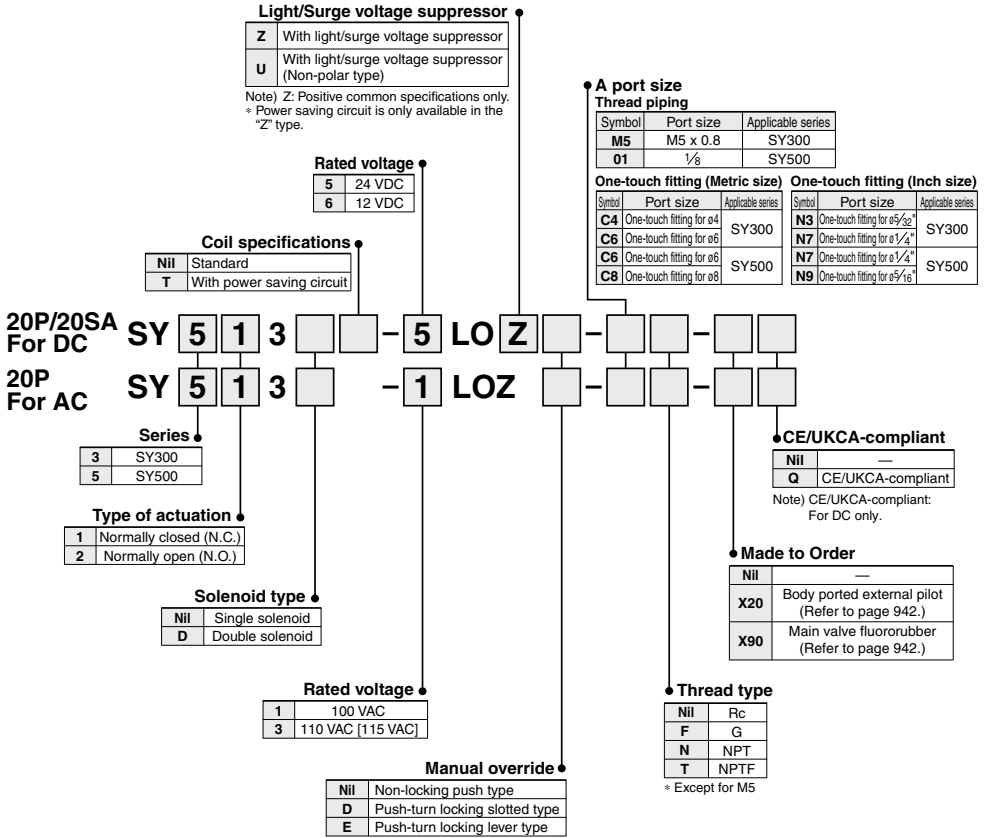 Light/Surge voltage suppressor
Z With light/surge voltage suppressor
U With light/surge voltage suppressor
(Non-polar type)
Note) Z: Positive common specifications only.
* Power saving circuit is only available in the
“Z” type.
A port size
Thread piping
Symbol Port size Applicable series
M5 M5 x 0.8 SY300
01 1/8 SY500
One-touch fitting (Metric size)
Symbol Port size Applicable series
C4 One-touch fitting for ø4 SY300
C6 One-touch fitting for ø6
C6 One-touch fitting for ø6 SY500
C8 One-touch fitting for ø8
One-touch fitting (Inch size)
Symbol Port size Applicable series
N3 One-touch fitting for ø5/32" SY300
N7 One-touch fitting for ø1/4"
N7 One-touch fitting for ø1/4" SY500
N9 One-touch fitting for ø5/16"
Rated voltage
5 24 VDC
6 12 VDC
Coil specifications
Nil Standard
T With power saving circuit
20P/20SA
For DC
SY 5 1 3 – 5 LO Z – –
20P
For AC
SY 5 1 3 – 1 LOZ – –
Series
3 SY300
5 SY500
Type of actuation
1 Normally closed (N.C.)
2 Normally open (N.O.)
Solenoid type
Nil Single solenoid
D Double solenoid
Rated voltage
1 100 VAC
3 110 VAC [115 VAC]
Manual override
Nil Non-locking push type
D Push-turn locking slotted type
E Push-turn locking lever type
CE/UKCA-compliant
Nil —
Q CE/UKCA-compliant
Note) CE/UKCA-compliant:
For DC only.
Made to Order
Nil —
X20 Body ported external pilot
(Refer to page 942.)
X90 Main valve fluororubber
(Refer to page 942.)
Thread type
Nil Rc
F G
N NPT
T NPTF
* Except for M5